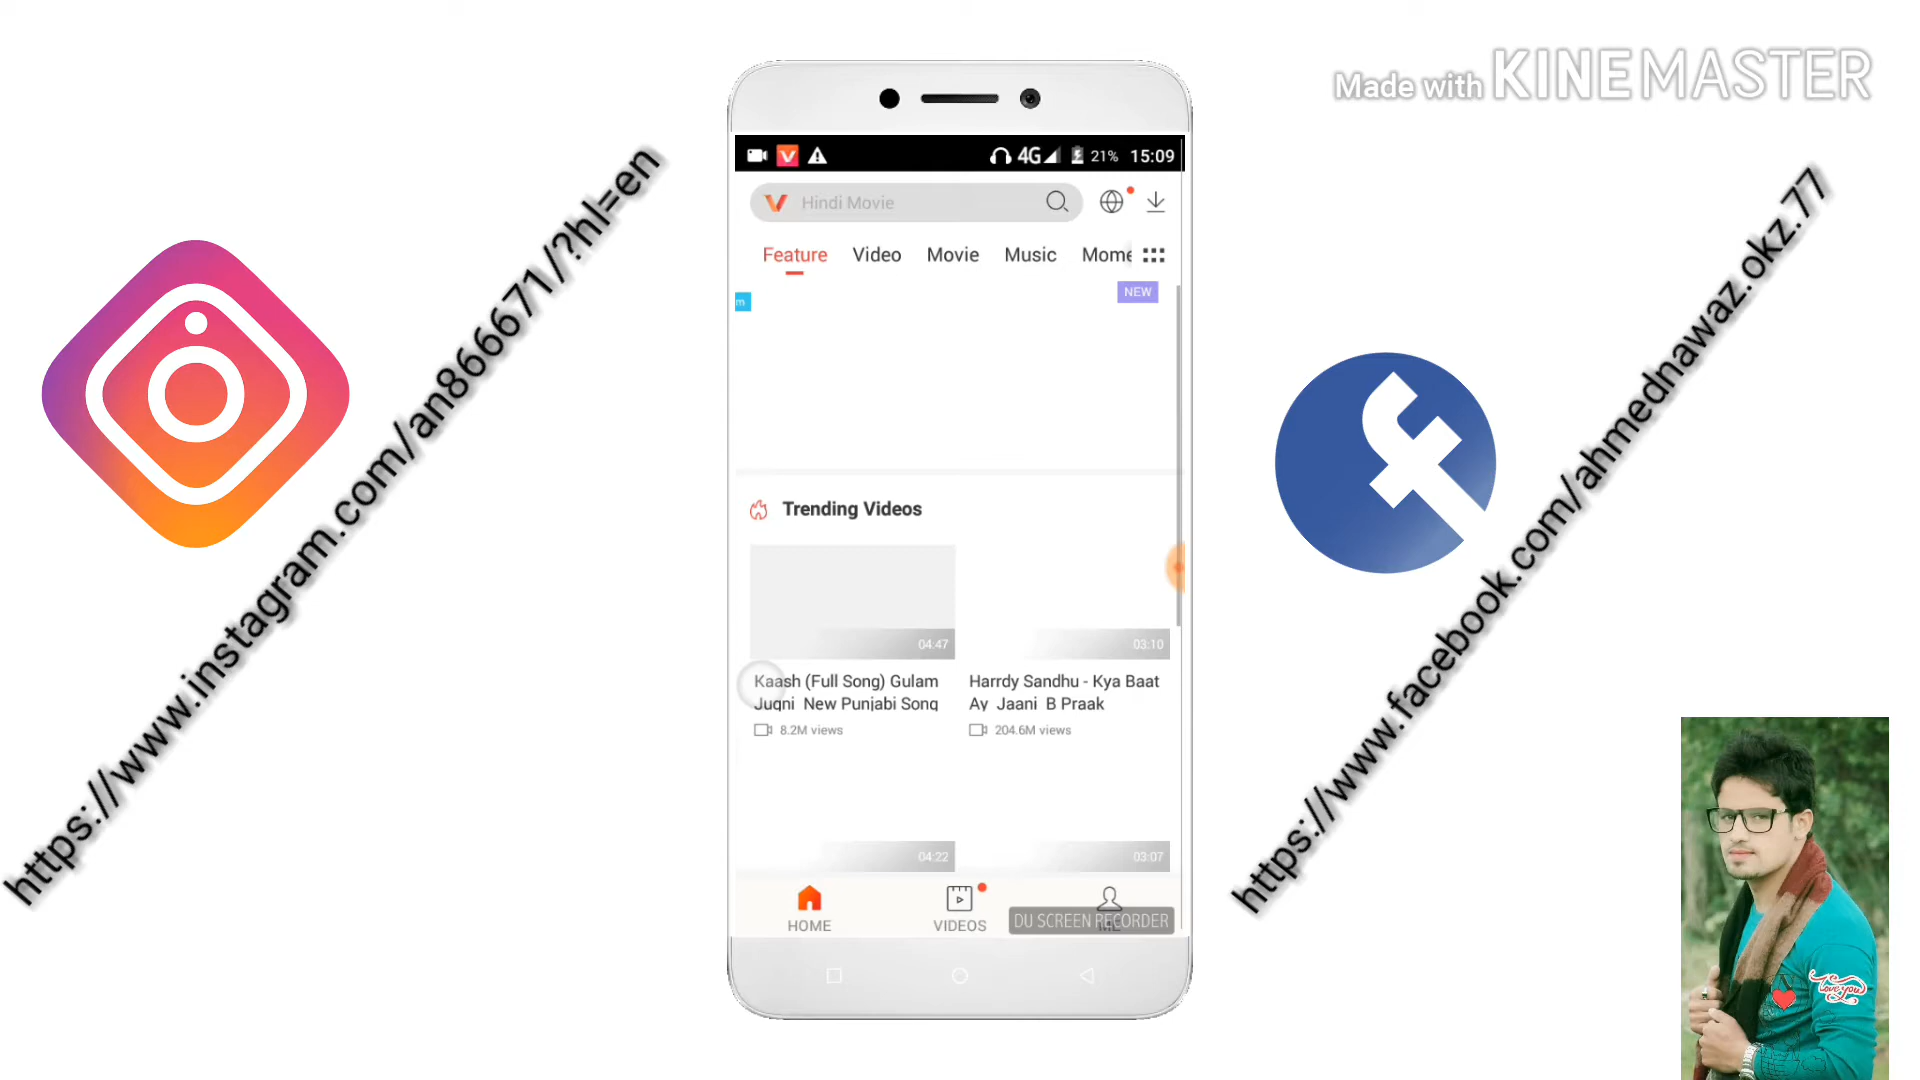 Made with KINEMASTER
https://www.instagram.com/an866671/?hl=en
https://www.facebook.com/ahmednawaz.okz.77
4G 21% 15:09
Hindi Movie
Feature Video Movie Music Mome
m
NEW
Trending Videos
04:47
03:10
Kaash (Full Song) Gulam
Jugni New Punjabi Song
8.2M views
Harrdy Sandhu - Kya Baat
Ay Jaani B Praak
204.6M views
04:22
03:07
HOME
VIDEOS
DU SCREEN RECORDER
Love you